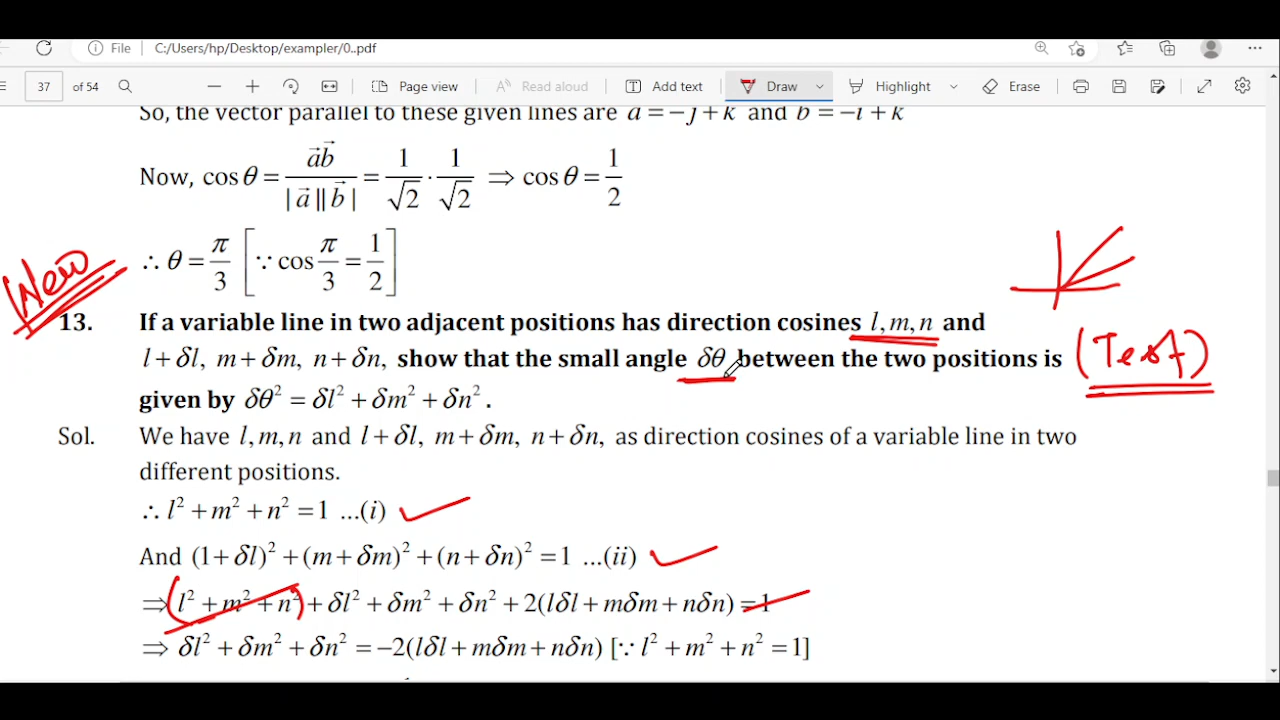 File | C:/Users/hp/Desktop/exampler/0..pdf
37 of 54 Page view Read aloud Add text Draw Highlight Erase
So, the vector parallel to these given lines are a = −j + k and b = −i + k
Now, cos θ = a⃗b⃗ / |a⃗||b⃗| = 1/√2 · 1/√2 ⇒ cos θ = 1/2
∴ θ = π/3 [∵ cos π/3 = 1/2]
New
13. If a variable line in two adjacent positions has direction cosines l, m, n and
l + δl, m + δm, n + δn, show that the small angle δθ between the two positions is
(Test)
given by δθ² = δl² + δm² + δn².
Sol. We have l, m, n and l + δl, m + δm, n + δn, as direction cosines of a variable line in two
different positions.
∴ l² + m² + n² = 1 ...(i)
And (1 + δl)² + (m + δm)² + (n + δn)² = 1 ...(ii)
⇒ (l² + m² + n²) + δl² + δm² + δn² + 2(lδl + mδm + nδn) = 1
⇒ δl² + δm² + δn² = −2(lδl + mδm + nδn) [∵ l² + m² + n² = 1]